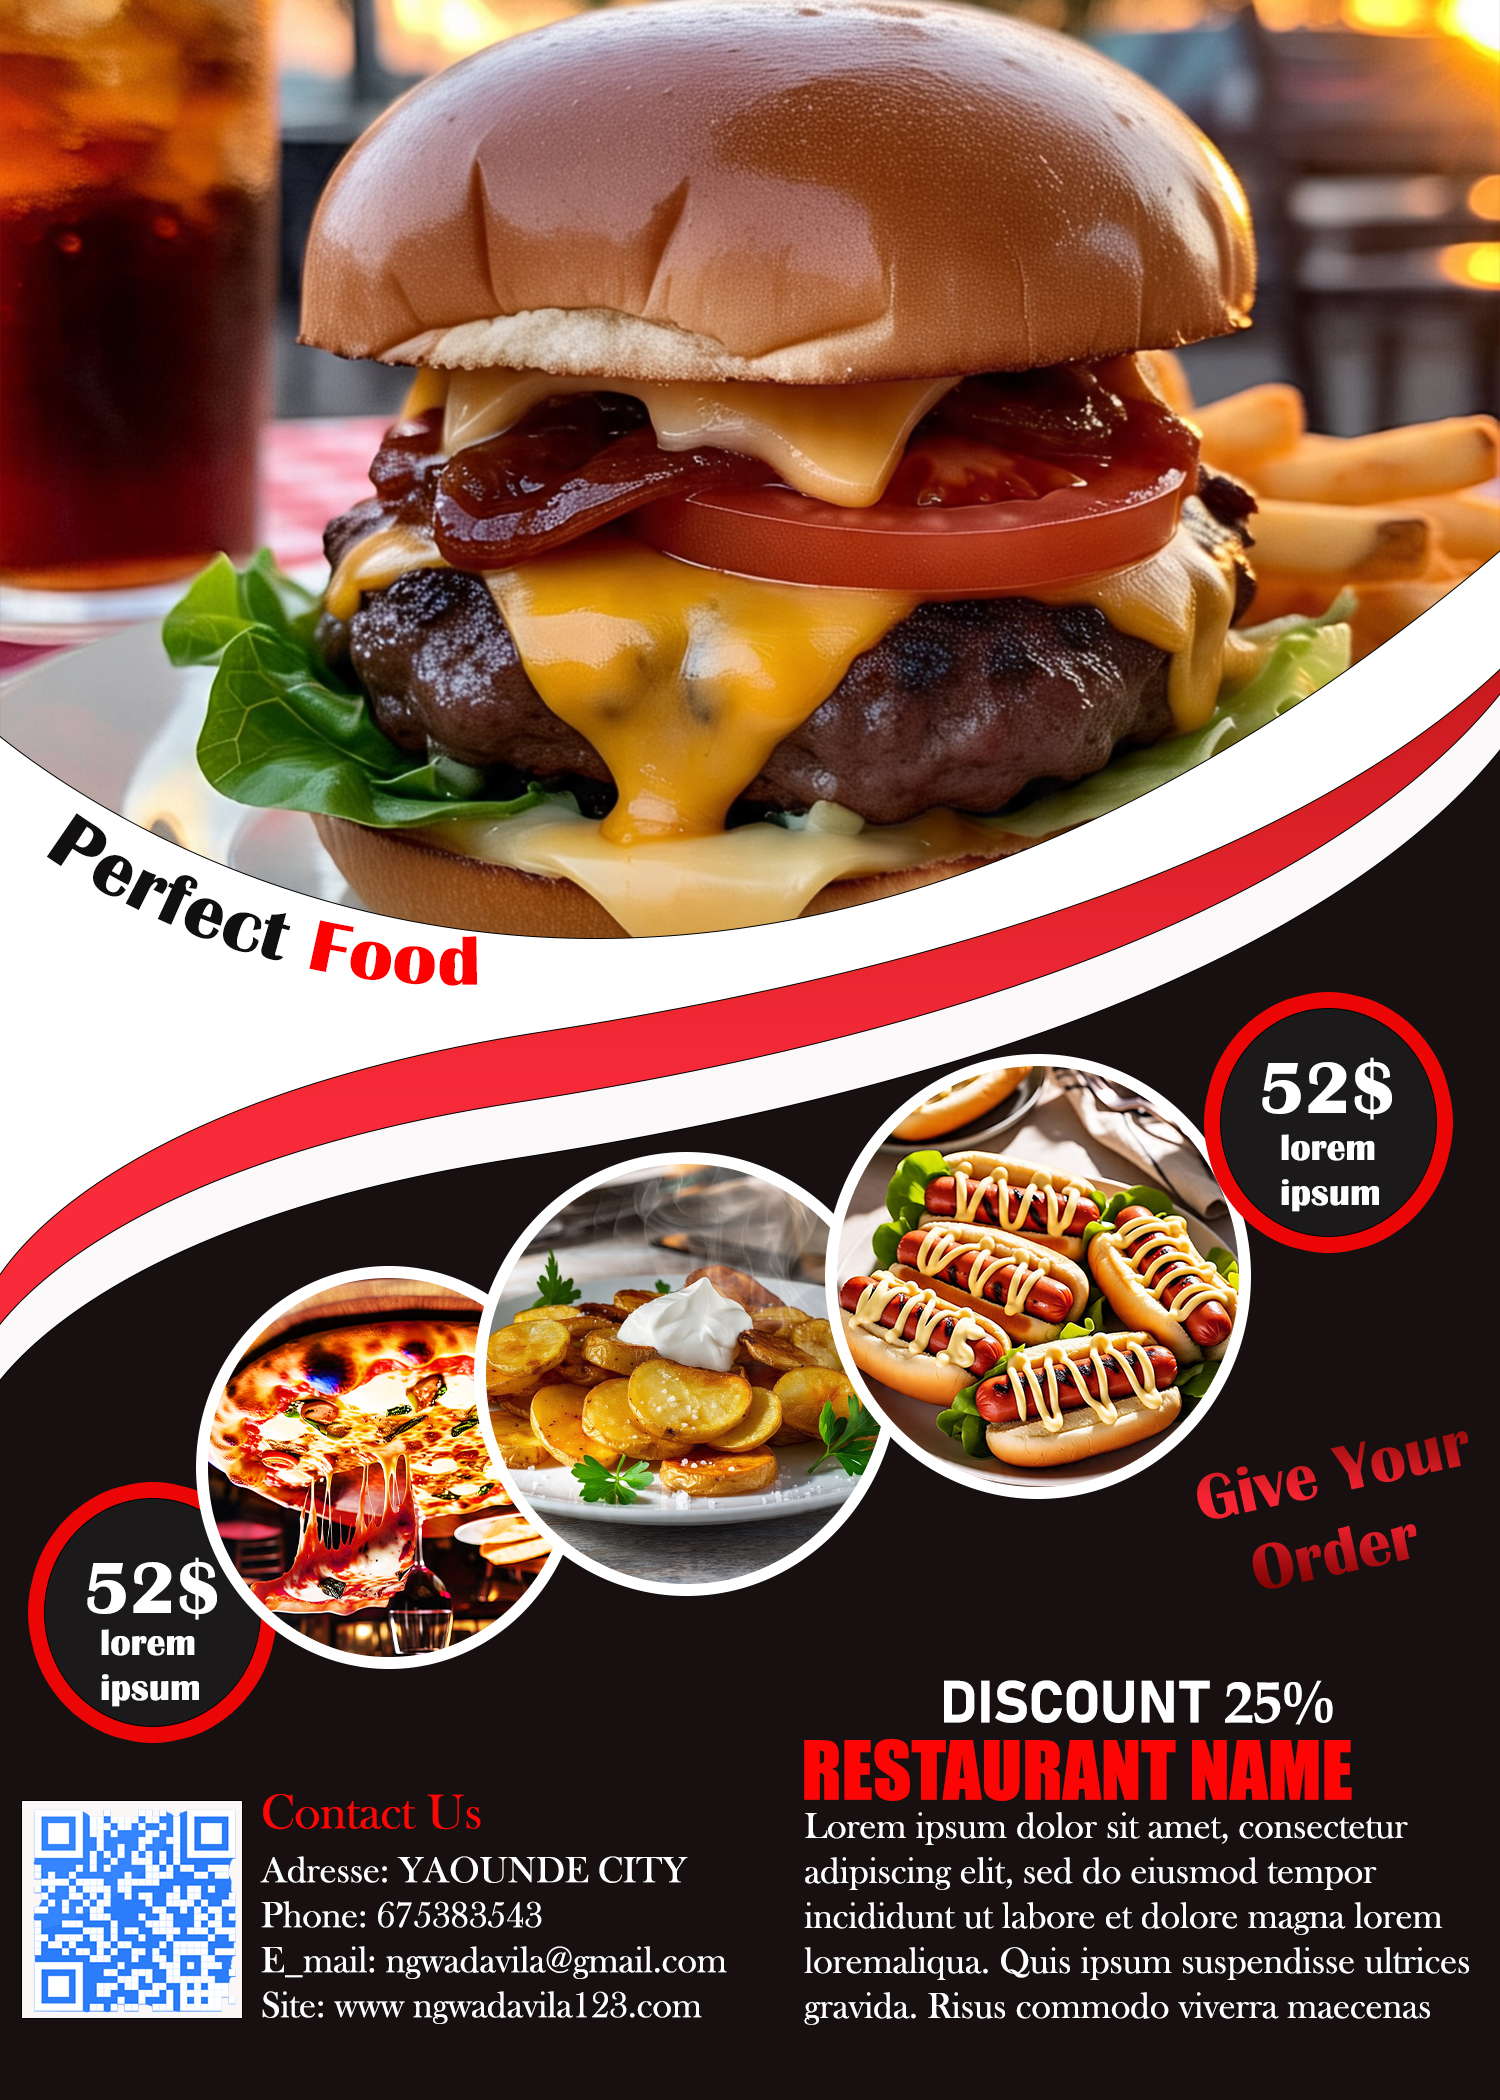 Perfect Food
52$
lorem
ipsum
Give Your
Order
52$
lorem
ipsum
DISCOUNT 25%
RESTAURANT NAME
Lorem ipsum dolor sit amet, consectetur
adipiscing elit, sed do eiusmod tempor
incididunt ut labore et dolore magna lorem
loremaliqua. Quis ipsum suspendisse ultrices
gravida. Risus commodo viverra maecenas
Contact Us
Adresse: YAOUNDE CITY
Phone: 675383543
E_mail: ngwadavila@gmail.com
Site: www ngwadavila123.com